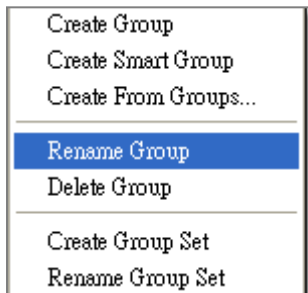 Create Group
Create Smart Group
Create From Groups...
Rename Group
Delete Group
Create Group Set
Rename Group Set